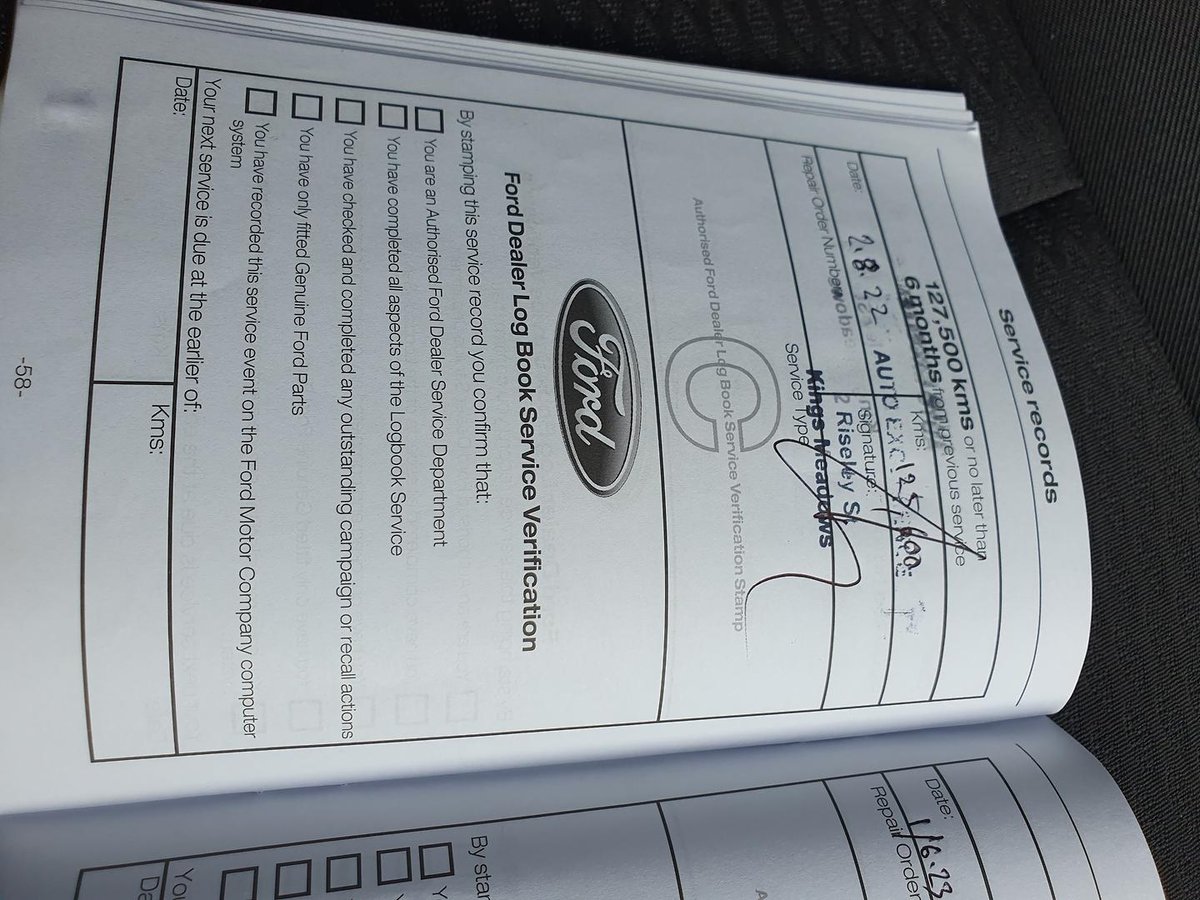 Service records
127,500 kms or no later than
6 months from previous service
Date: 2.8.22 Kms:
AUTO
Repair Order Number Signature:
2 Riseley St
Kings Meadows
Service Type
C
Authorised Ford Dealer Log Book Service Verification Stamp
Ford
Ford Dealer Log Book Service Verification
By stamping this service record you confirm that:
You are an Authorised Ford Dealer Service Department
You have completed all aspects of the Logbook Service
You have checked and completed any outstanding campaign or recall actions
You have only fitted Genuine Ford Parts
You have recorded this service event on the Ford Motor Company computer
system
Your next service is due at the earlier of:
Date: Kms:
-58-
Date: 1/6.23
Repair Order
By star